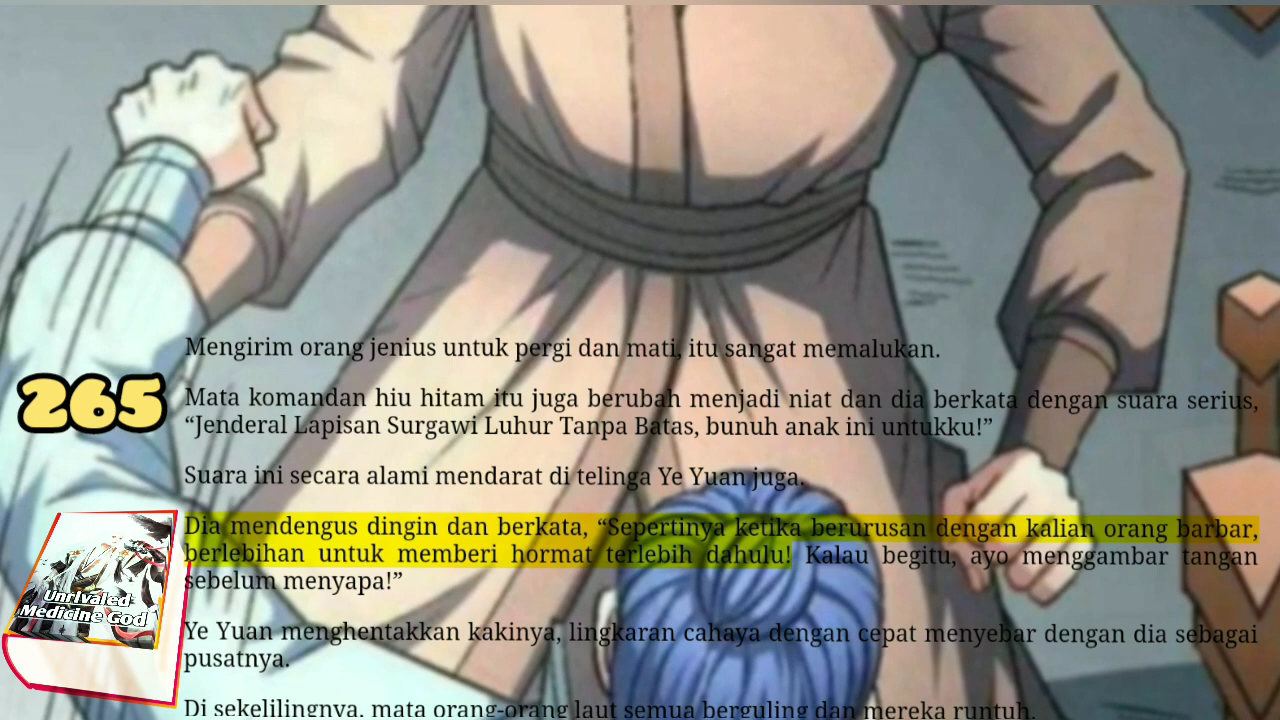 Mengirim orang jenius untuk pergi dan mati, itu sangat memalukan.
265
Mata komandan hiu hitam itu juga berubah menjadi niat dan dia berkata dengan suara serius,
“Jenderal Lapisan Surgawi Luhur Tanpa Batas, bunuh anak ini untukku!”
Suara ini secara alami mendarat di telinga Ye Yuan juga.
Dia mendengus dingin dan berkata, “Sepertinya ketika berurusan dengan kalian orang barbar,
berlebihan untuk memberi hormat terlebih dahulu! Kalau begitu, ayo menggambar tangan
sebelum menyapa!”
Unrivaled
Medicine God
Ye Yuan menghentakkan kakinya, lingkaran cahaya dengan cepat menyebar dengan dia sebagai
pusatnya.
Di sekelilingnya, mata orang-orang laut semua berguling dan mereka runtuh.